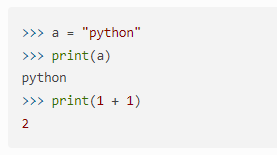 >>> a = "python"
>>> print(a)
python
>>> print(1 + 1)
2